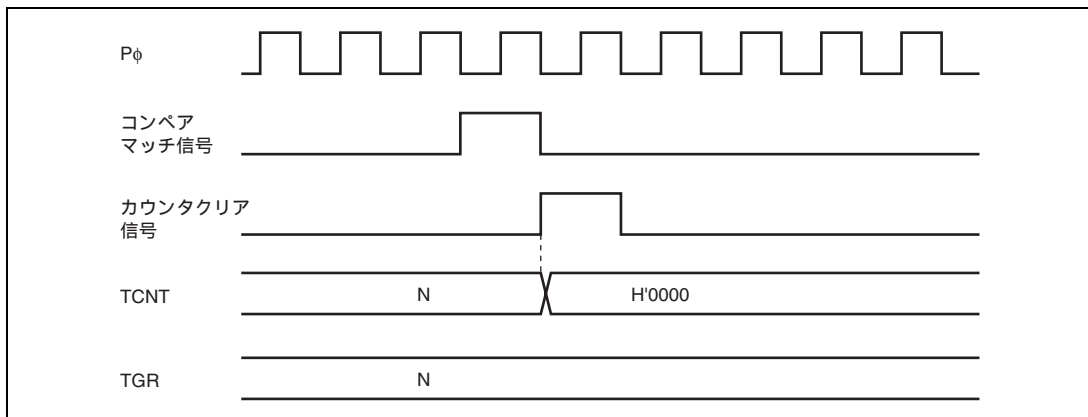 Pφ
コンペア
マッチ信号
カウンタクリア
信号
TCNT
N
H'0000
TGR
N